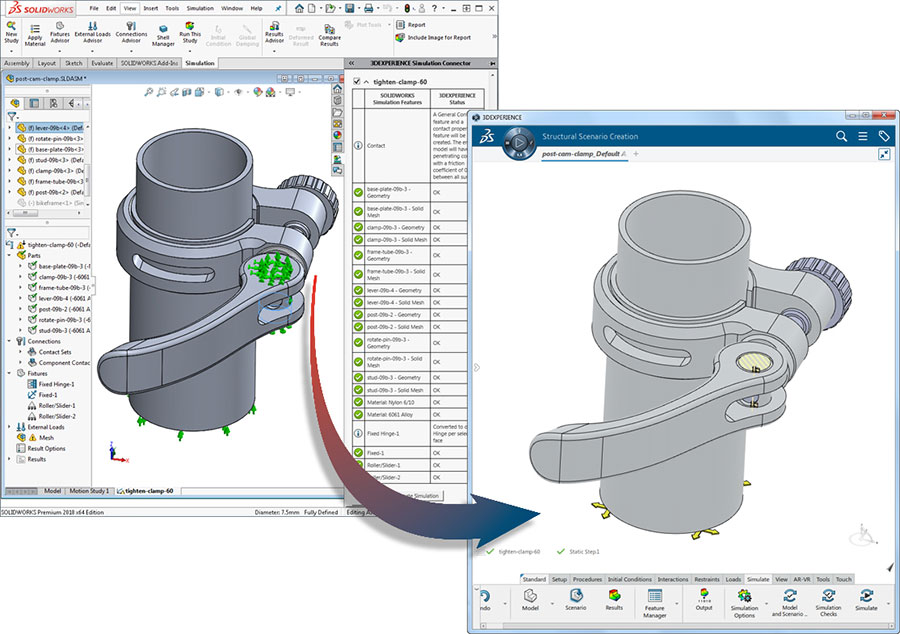 SOLIDWORKS
File Edit View Insert Tools Simulation Window Help
New Study
Apply Material
Fixtures Advisor
External Loads Advisor
Connections Advisor
Shell Manager
Run This Study
Initial Condition
Global Damping
Results Advisor
Deformed Result
Compare Results
Plot Tools
Report
Include Image for Report
Assembly Layout Sketch Evaluate SOLIDWORKS Add-Ins Simulation
post-cam-clamp.SLDASM *
(f) lever-09b<4> (Def
(f) rotate-pin-09b<3>
(f) base-plate-09b<3>
(f) stud-09b<3> (Defa
(f) clamp-09b<3> (Def
(f) frame-tube-09b<3>
(f) post-09b<2> (Defa
(-) bikeframe<1> (Sin
tighten-clamp-60 (-Defau
Parts
base-plate-09b-3 (-[
clamp-09b-3 (-6061
frame-tube-09b-3 (
lever-09b-4 (-6061 A
post-09b-2 (-6061 A
rotate-pin-09b-3 (-6
stud-09b-3 (-6061 A
Connections
Contact Sets
Component Contac
Fixtures
Fixed Hinge-1
Fixed-1
Roller/Slider-1
Roller/Slider-2
External Loads
Mesh
Result Options
Results
Model Motion Study 1 tighten-clamp-60
SOLIDWORKS Premium 2018 x64 Edition
Diameter: 7.5mm Fully Defined Editing As
3DEXPERIENCE Simulation Connector
tighten-clamp-60
SOLIDWORKS Simulation Features 3DEXPERIENCE Status
Contact A General Con feature and a contact proper feature will be created. The e model will have penetrating co with a friction coefficient of 0 between all su
base-plate-09b-3 - Geometry OK
base-plate-09b-3 - Solid Mesh OK
clamp-09b-3 - Geometry OK
clamp-09b-3 - Solid Mesh OK
frame-tube-09b-3 - Geometry OK
frame-tube-09b-3 - Solid Mesh OK
lever-09b-4 - Geometry OK
lever-09b-4 - Solid Mesh OK
post-09b-2 - Geometry OK
post-09b-2 - Solid Mesh OK
rotate-pin-09b-3 - Geometry OK
rotate-pin-09b-3 - Solid Mesh OK
stud-09b-3 - Geometry OK
stud-09b-3 - Solid Mesh OK
Material: Nylon 6/10 OK
Material: 6061 Alloy OK
Fixed Hinge-1 Converted to c Hinge per sele face
Fixed-1 OK
Roller/Slider-1 OK
Roller/Slider-2 OK
Simulation
3DEXPERIENCE
Structural Scenario Creation
post-cam-clamp_Default A +
tighten-clamp-60 Static Step1
Standard Setup Procedures Initial Conditions Interactions Restraints Loads Simulate View AR-VR Tools Touch
ndo
Model
Scenario
Results
Feature Manager
Output
Simulation Options
Model and Scenario ...
Simulation Checks
Simulate